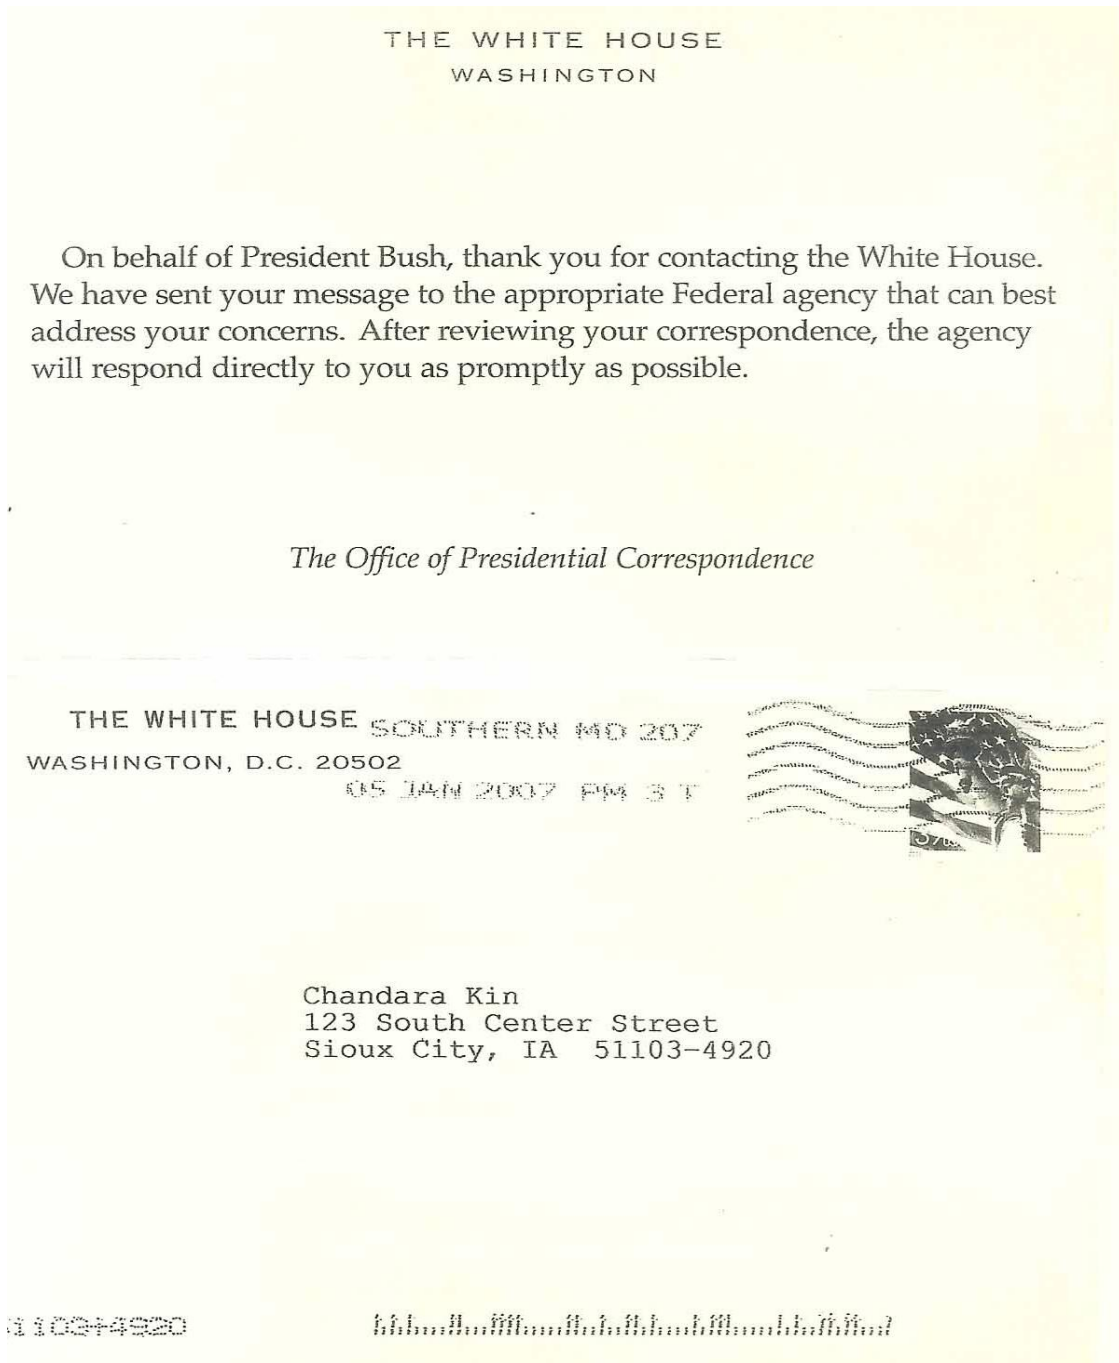 THE WHITE HOUSE
WASHINGTON
On behalf of President Bush, thank you for contacting the White House.
We have sent your message to the appropriate Federal agency that can best
address your concerns. After reviewing your correspondence, the agency
will respond directly to you as promptly as possible.
The Office of Presidential Correspondence
THE WHITE HOUSE
WASHINGTON, D.C. 20502
SOUTHERN MD 207
05 JAN 2007 PM 3 T
Chandara Kin
123 South Center Street
Sioux City, IA 51103-4920